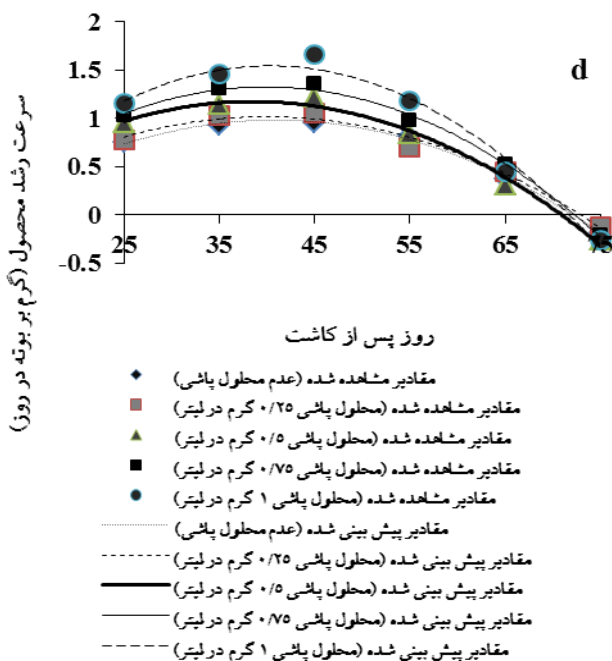 2
1.5
1
0.5
0
-0.5
25 35 45 55 65 75
d
سرعت رشد محصول (گرم بر بوته در روز)
روز پس از کاشت
مقادیر مشاهده شده (عدم محلول پاشی)
مقادیر مشاهده شده (محلول پاشی ۰/۲۵ گرم در لیتر)
مقادیر مشاهده شده (محلول پاشی ۰/۵ گرم در لیتر)
مقادیر مشاهده شده (محلول پاشی ۰/۷۵ گرم در لیتر)
مقادیر مشاهده شده (محلول پاشی ۱ گرم در لیتر)
مقادیر پیش بینی شده (عدم محلول پاشی)
مقادیر پیش بینی شده (محلول پاشی ۰/۲۵ گرم در لیتر)
مقادیر پیش بینی شده (محلول پاشی ۰/۵ گرم در لیتر)
مقادیر پیش بینی شده (محلول پاشی ۰/۷۵ گرم در لیتر)
مقادیر پیش بینی شده (محلول پاشی ۱ گرم در لیتر)